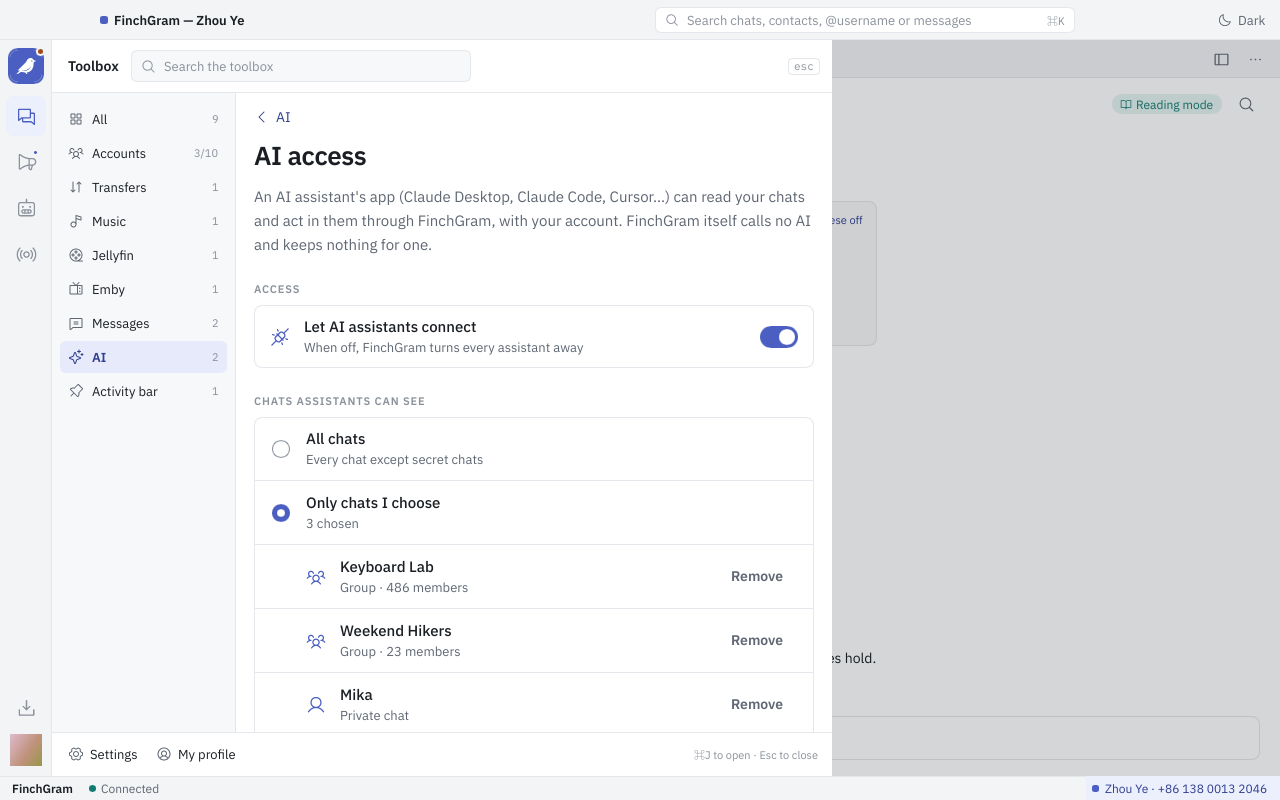 FinchGram — Zhou Ye
Search chats, contacts, @username or messages
⌘K
Dark
Toolbox
Search the toolbox
esc
Reading mode
All 9
Accounts 3/10
Transfers 1
Music 1
Jellyfin 1
Emby 1
Messages 2
AI 2
Activity bar 1
AI
AI access
An AI assistant's app (Claude Desktop, Claude Code, Cursor...) can read your chats
and act in them through FinchGram, with your account. FinchGram itself calls no AI
and keeps nothing for one.
ACCESS
Let AI assistants connect
When off, FinchGram turns every assistant away
CHATS ASSISTANTS CAN SEE
All chats
Every chat except secret chats
Only chats I choose
3 chosen
Keyboard Lab
Group · 486 members
Remove
Weekend Hikers
Group · 23 members
Remove
Mika
Private chat
Remove
off
hold.
Settings
My profile
⌘J to open · Esc to close
FinchGram
Connected
Zhou Ye · +86 138 0013 2046